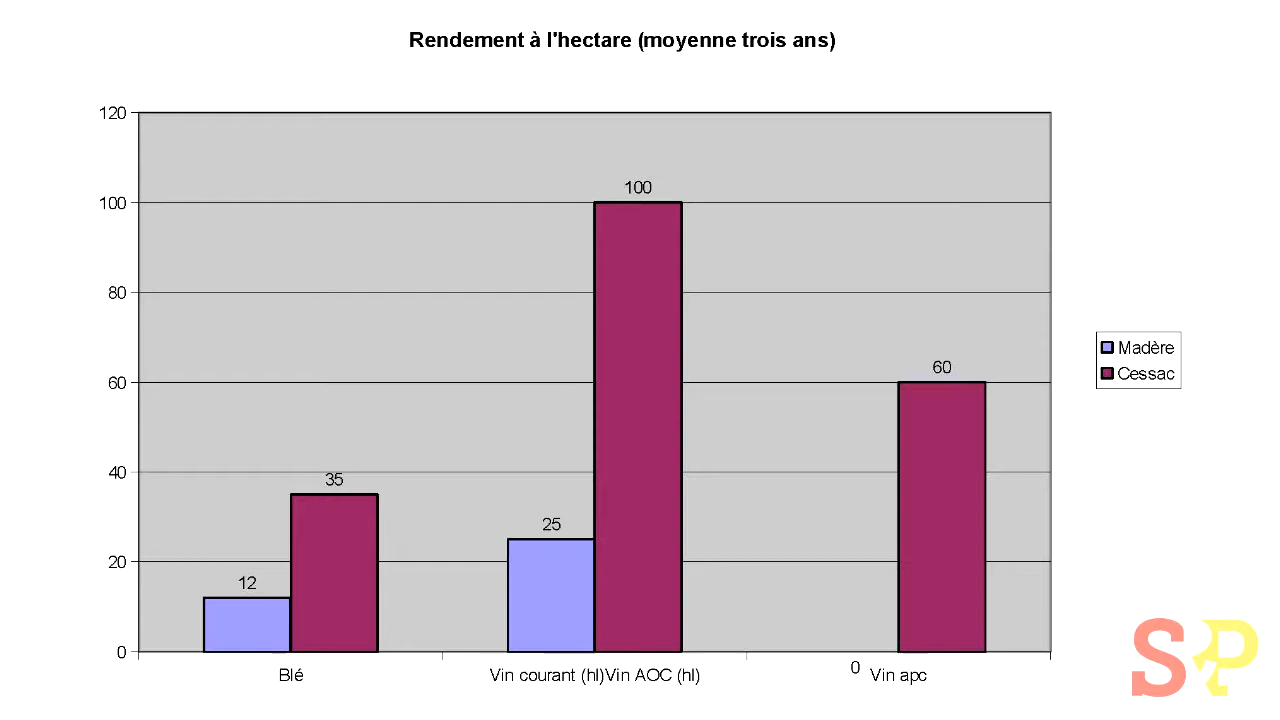 Rendement à l'hectare (moyenne trois ans)
120
100
80
60
40
20
0
100
60
35
25
12
0
Blé
Vin courant (hl)Vin AOC (hl)
Vin apc
Madère
Cessac
SP